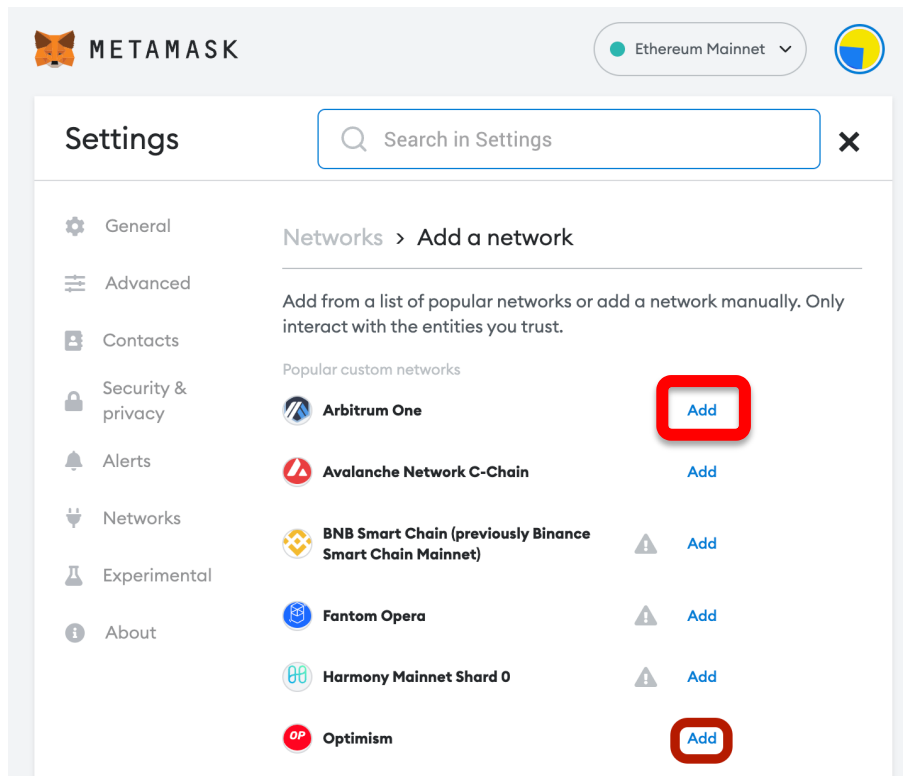 METAMASK
Ethereum Mainnet
Settings
Search in Settings
General
Advanced
Contacts
Security &
privacy
Alerts
Networks
Experimental
About
Networks > Add a network
Add from a list of popular networks or add a network manually. Only
interact with the entities you trust.
Popular custom networks
Arbitrum One Add
Avalanche Network C-Chain Add
BNB Smart Chain (previously Binance
Smart Chain Mainnet) Add
Fantom Opera Add
Harmony Mainnet Shard 0 Add
OP Optimism Add